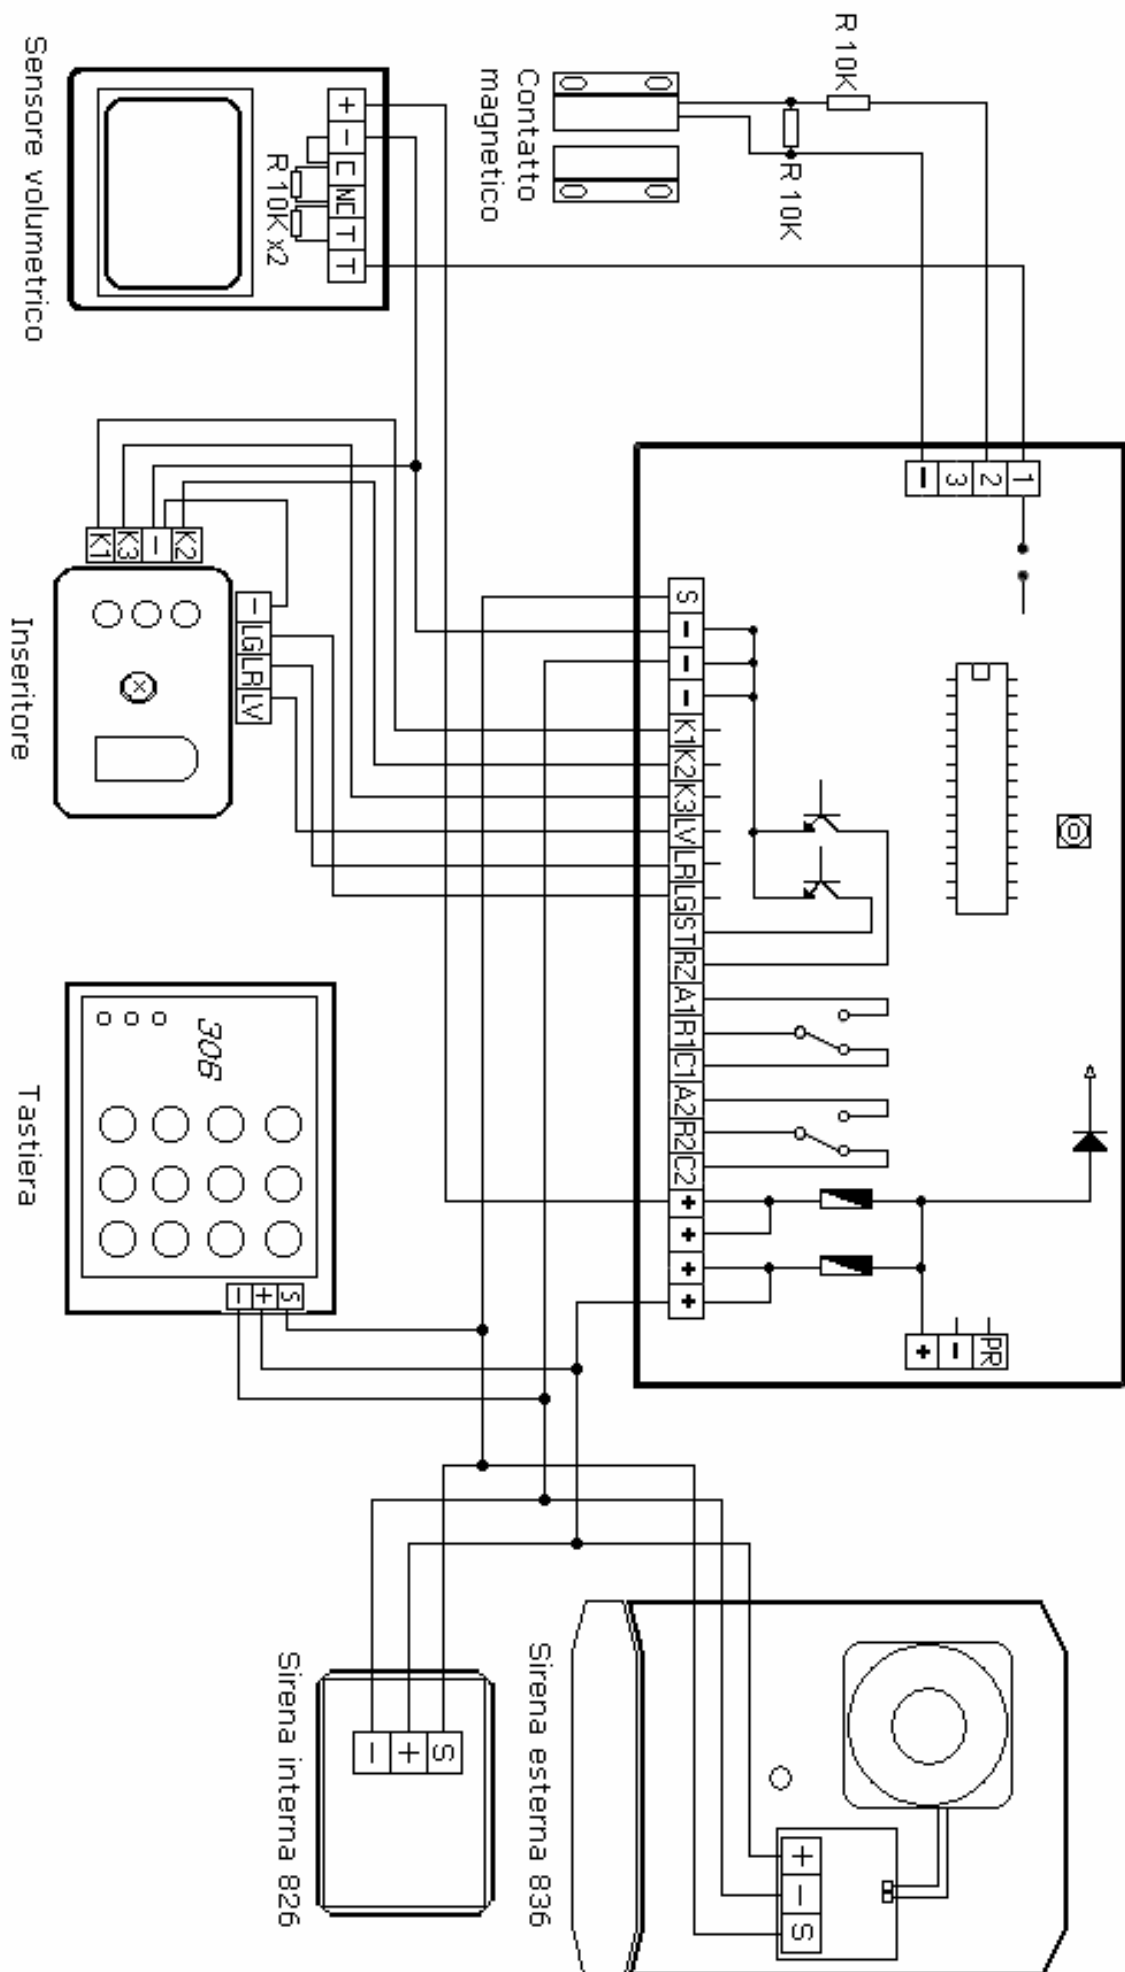 R 10K
R 10K
Contatto
magnetico
+
-
C
NC
T
T
R 10K x2
Sensore volumetrico
1
2
3
-
K1
K3
-
K2
-
LG
LR
LV
Inseritore
S
-
-
-
K1
K2
K3
LV
LR
LG
ST
RZ
A1
R1
C1
A2
R2
C2
+
+
+
+
PR
-
+
306
S
+
-
Tastiera
S
+
-
Sirena interna 826
+
-
S
Sirena esterna 836